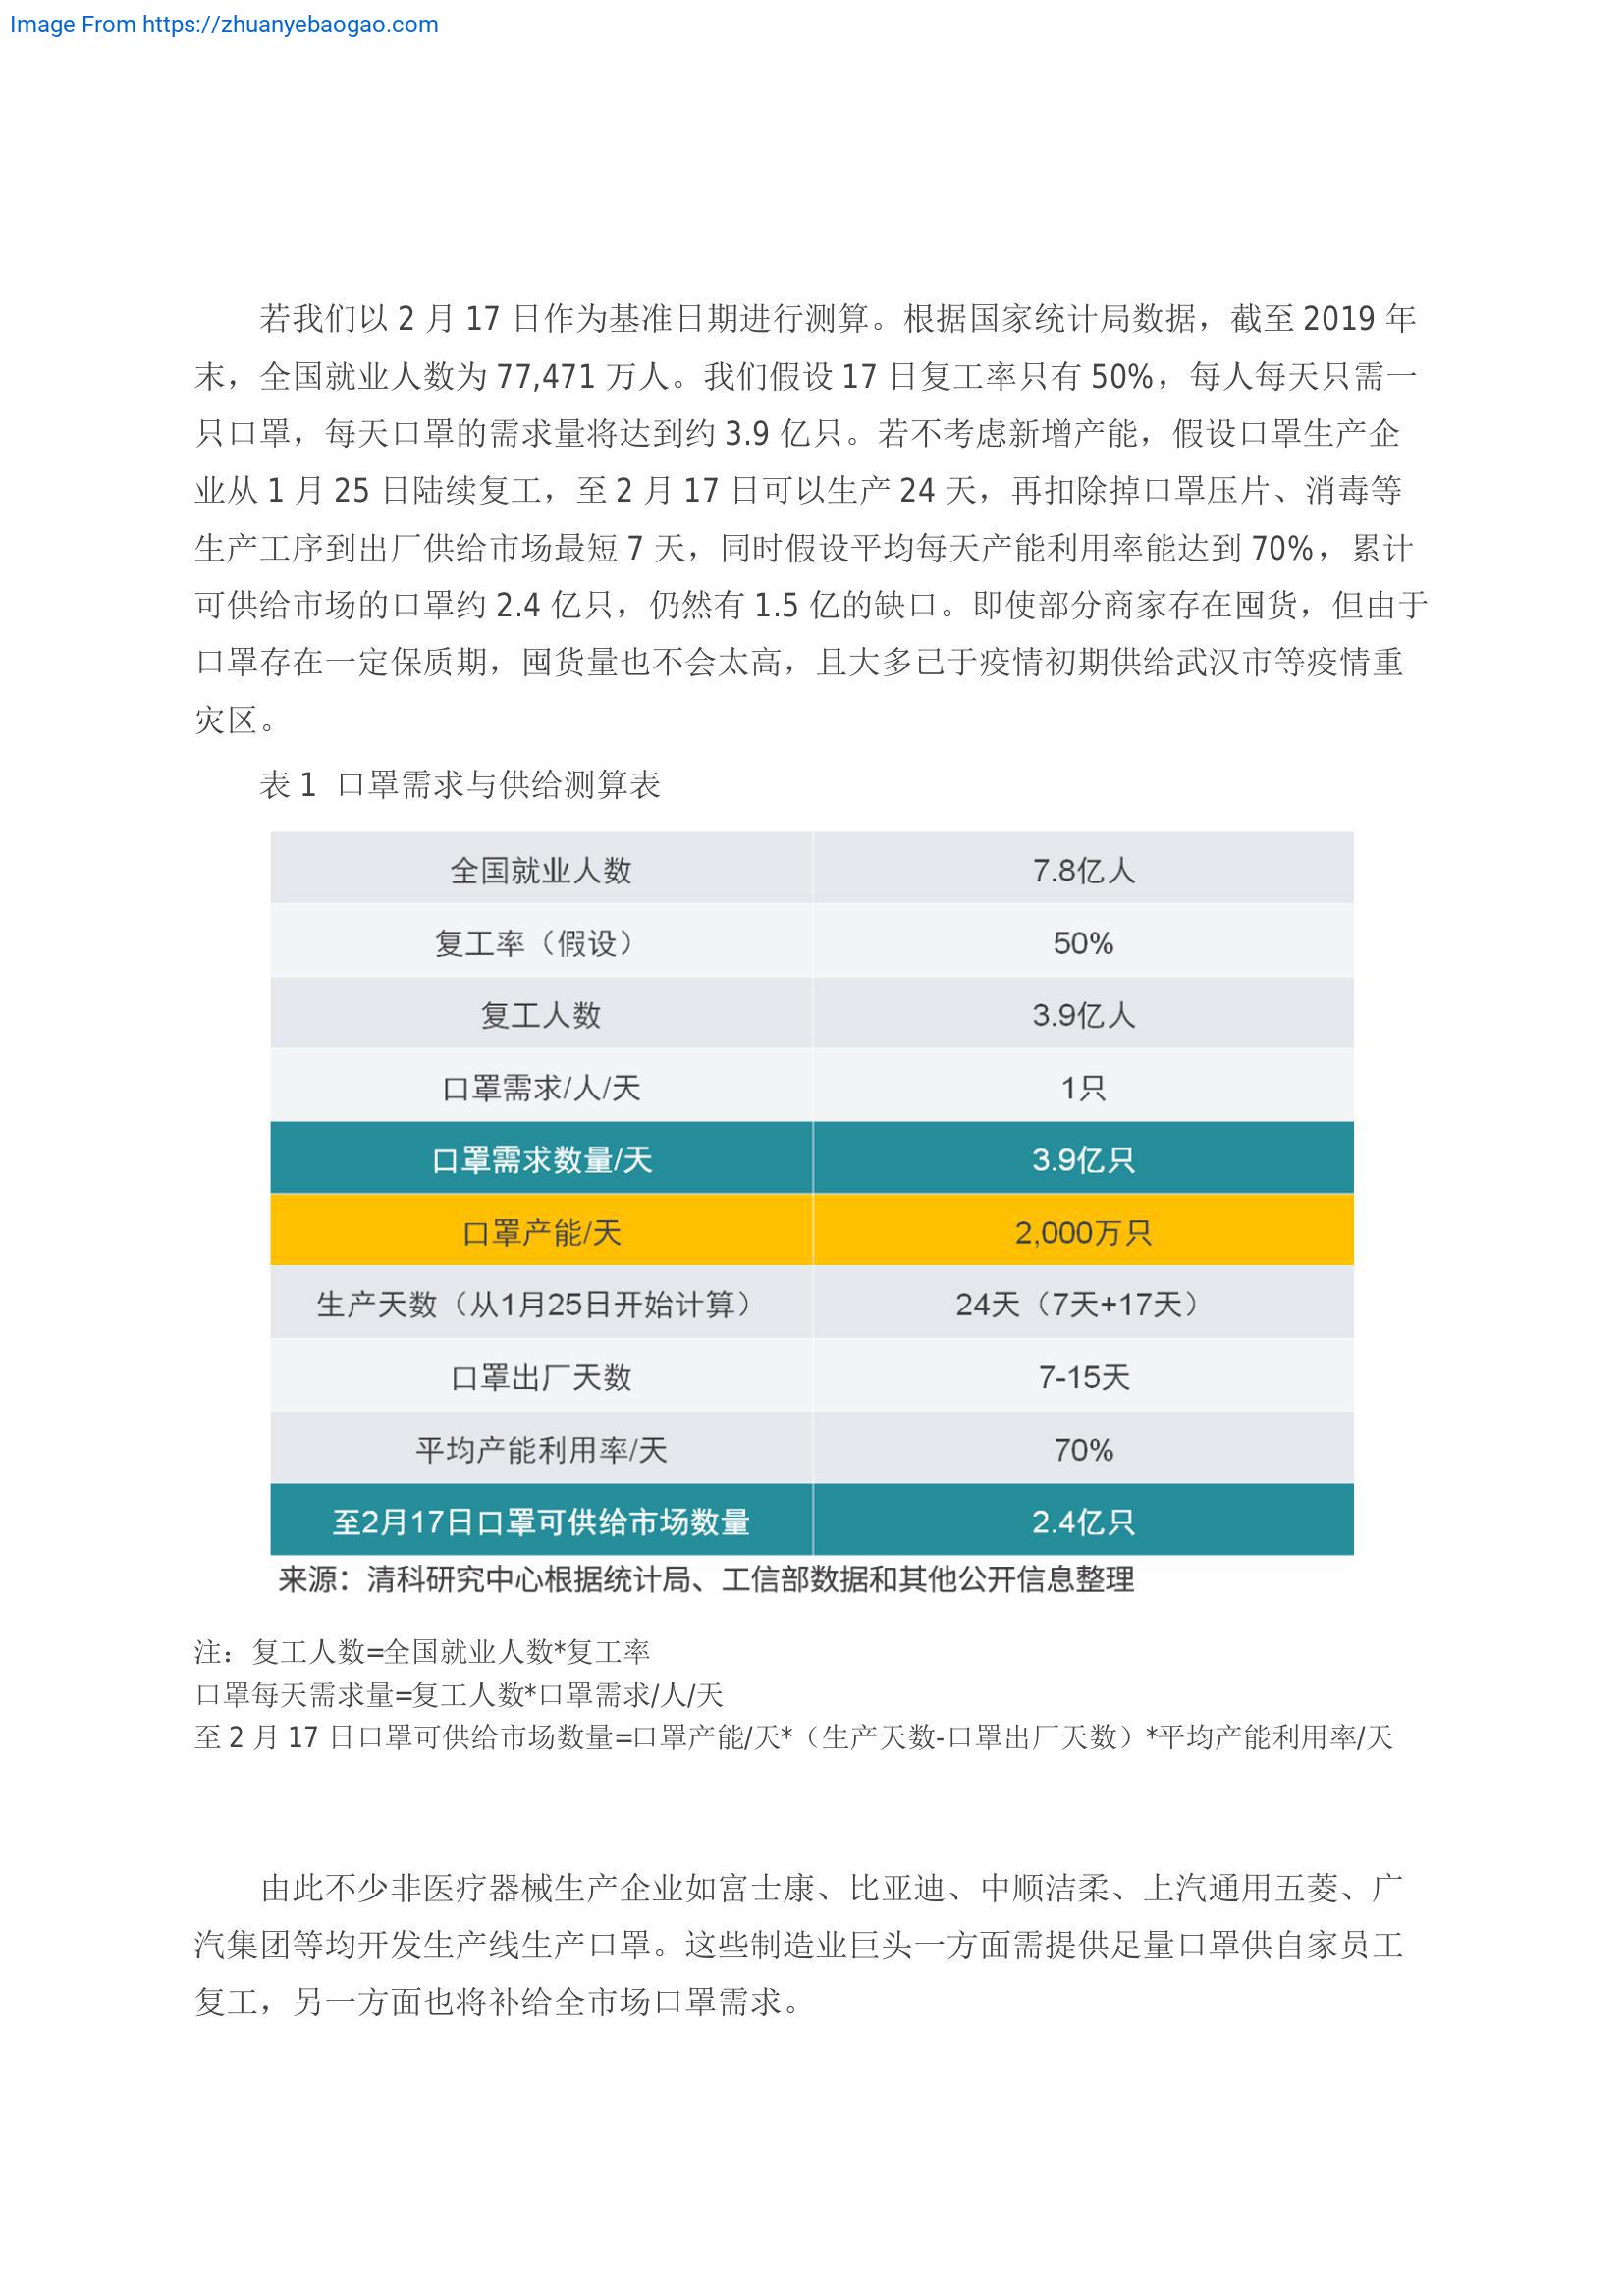 Image From https://zhuanyebaogao.com
若我们以 2 月 17 日作为基准日期进行测算。根据国家统计局数据，截至 2019 年
末，全国就业人数为 77,471 万人。我们假设 17 日复工率只有 50%，每人每天只需一
只口罩，每天口罩的需求量将达到约 3.9 亿只。若不考虑新增产能，假设口罩生产企
业从 1 月 25 日陆续复工，至 2 月 17 日可以生产 24 天，再扣除掉口罩压片、消毒等
生产工序到出厂供给市场最短 7 天，同时假设平均每天产能利用率能达到 70%，累计
可供给市场的口罩约 2.4 亿只，仍然有 1.5 亿的缺口。即使部分商家存在囤货，但由于
口罩存在一定保质期，囤货量也不会太高，且大多已于疫情初期供给武汉市等疫情重
灾区。
表 1 口罩需求与供给测算表
全国就业人数 7.8亿人
复工率（假设） 50%
复工人数 3.9亿人
口罩需求/人/天 1只
口罩需求数量/天 3.9亿只
口罩产能/天 2,000万只
生产天数（从1月25日开始计算） 24天（7天+17天）
口罩出厂天数 7-15天
平均产能利用率/天 70%
至2月17日口罩可供给市场数量 2.4亿只
来源：清科研究中心根据统计局、工信部数据和其他公开信息整理
注：复工人数=全国就业人数*复工率
口罩每天需求量=复工人数*口罩需求/人/天
至 2 月 17 日口罩可供给市场数量=口罩产能/天*（生产天数-口罩出厂天数）*平均产能利用率/天
由此不少非医疗器械生产企业如富士康、比亚迪、中顺洁柔、上汽通用五菱、广
汽集团等均开发生产线生产口罩。这些制造业巨头一方面需提供足量口罩供自家员工
复工，另一方面也将补给全市场口罩需求。